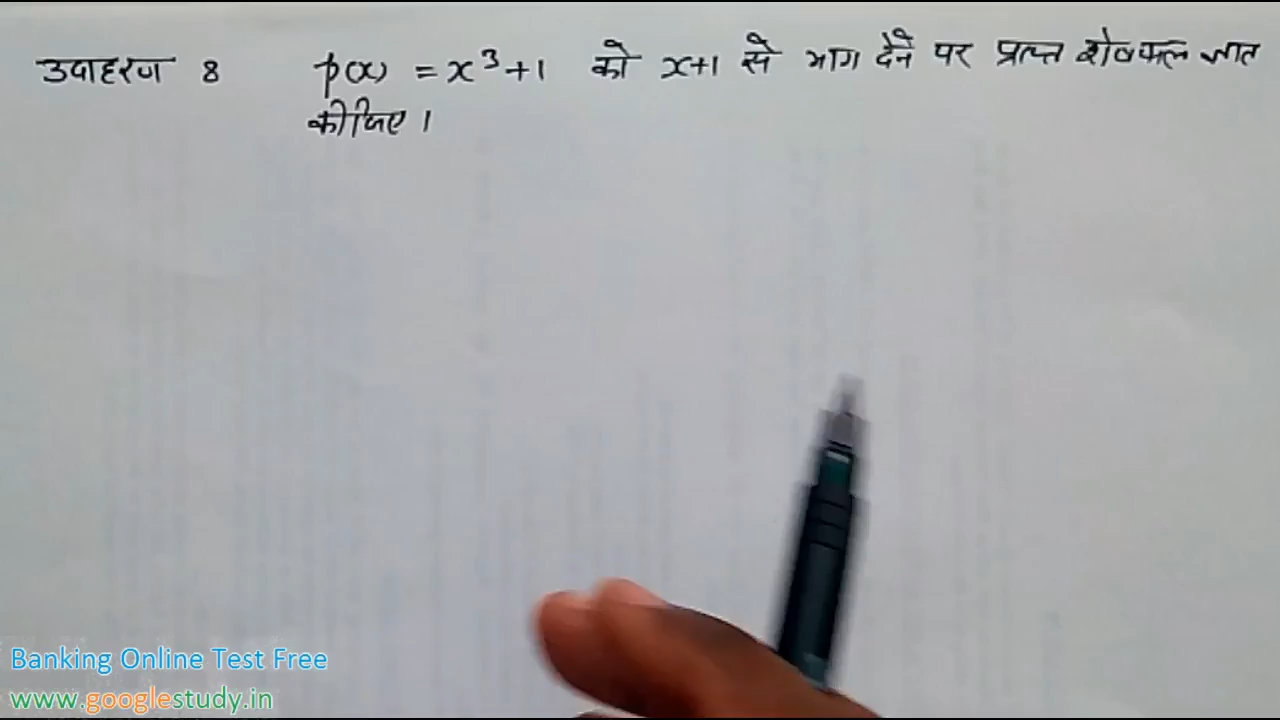 उदाहरण 8 p(x) = x³+1 को x+1 से भाग देने पर प्राप्त शेषफल ज्ञात
कीजिए।
Banking Online Test Free
www.googlestudy.in